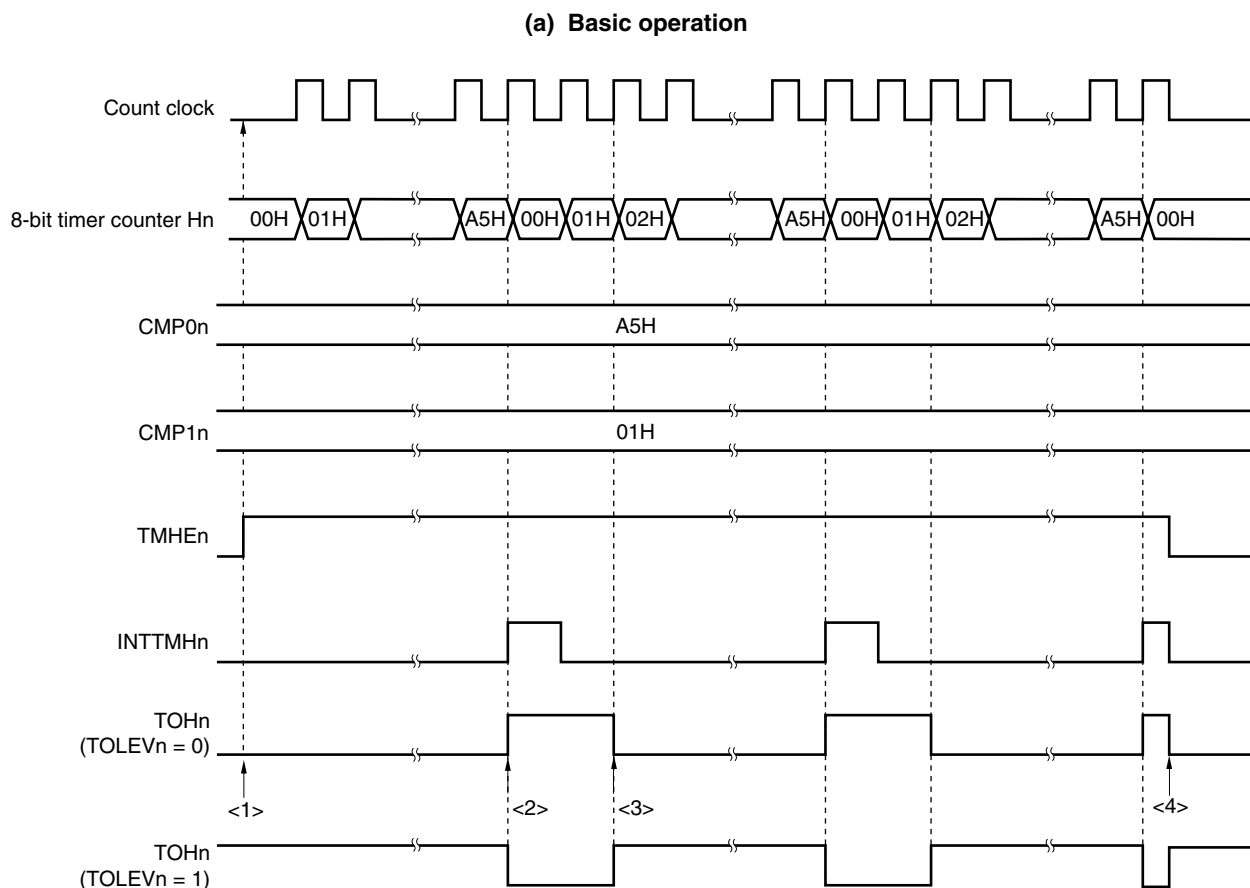 (a) Basic operation
Count clock
8-bit timer counter Hn
00H 01H A5H 00H 01H 02H A5H 00H 01H 02H A5H 00H
CMP0n
A5H
CMP1n
01H
TMHEn
INTTMHn
TOHn
(TOLEVn = 0)
<1> <2> <3> <4>
TOHn
(TOLEVn = 1)